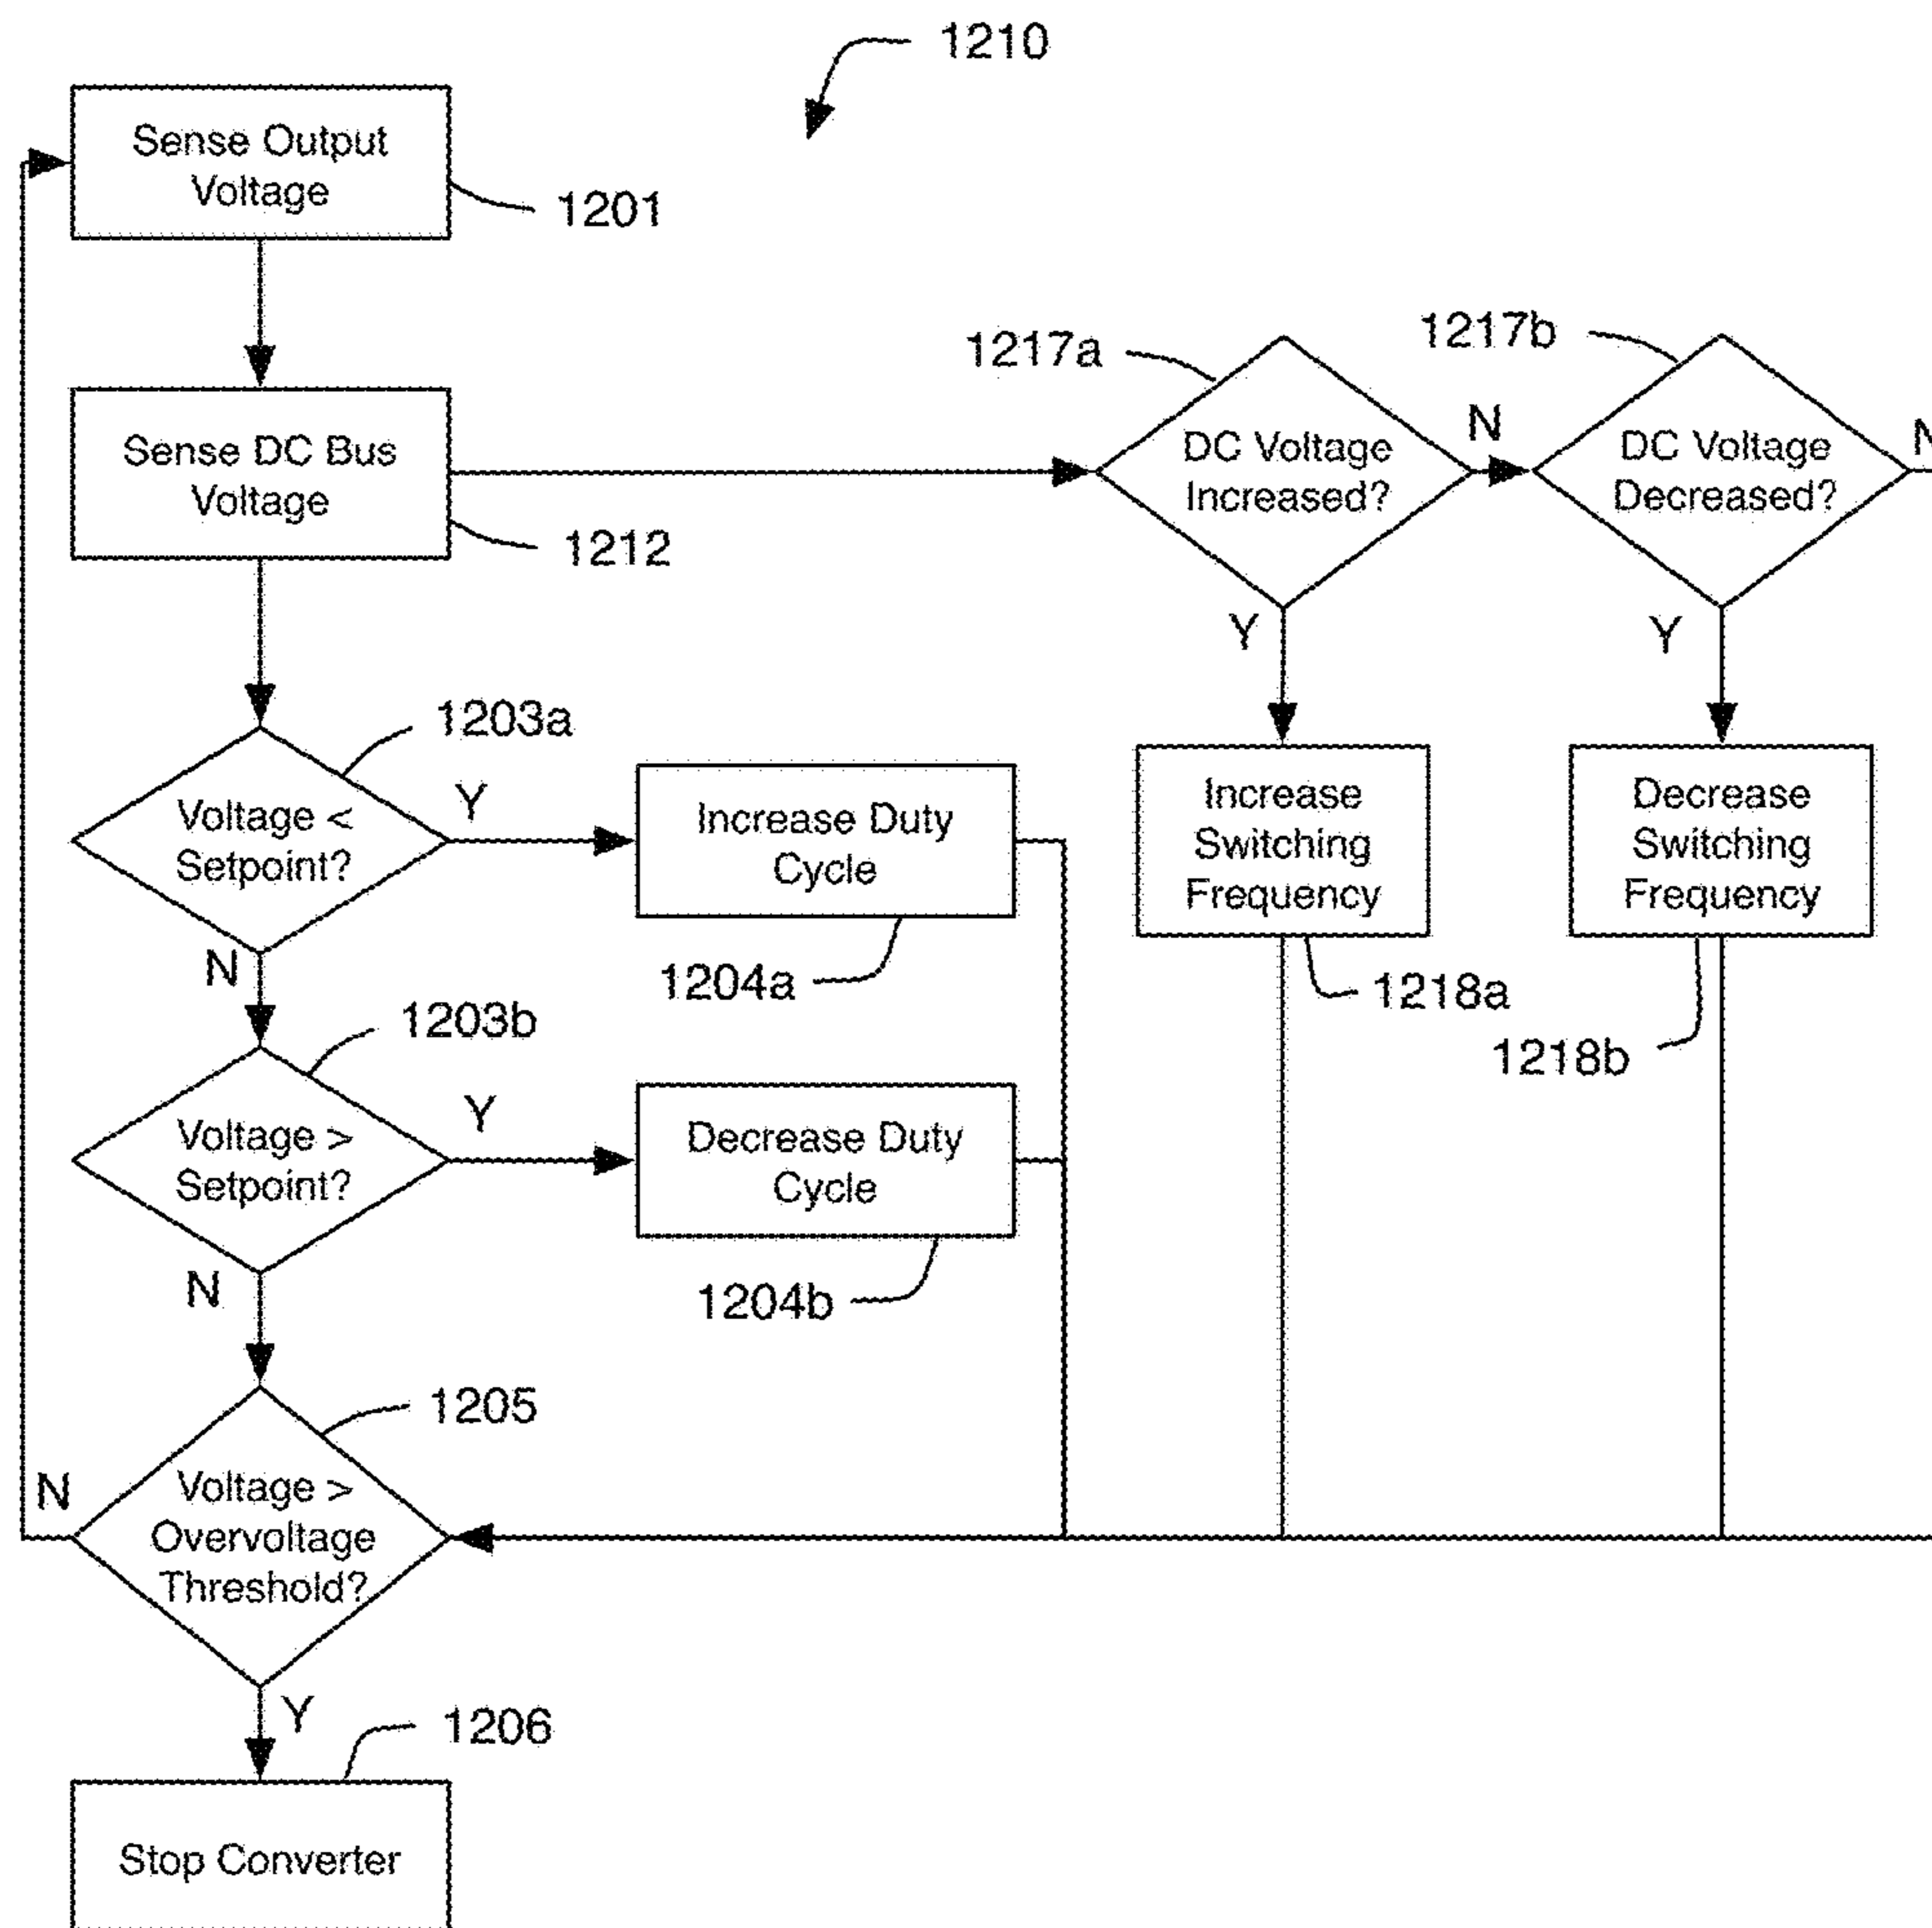 1210
Sense Output
Voltage
1201
Sense DC Bus
Voltage
1212
1217a
DC Voltage
Increased?
N
1217b
DC Voltage
Decreased?
N
Y
Y
1203a
Voltage <
Setpoint?
Y
Increase Duty
Cycle
1204a
Increase
Switching
Frequency
1218a
Decrease
Switching
Frequency
1218b
N
1203b
Voltage >
Setpoint?
Y
Decrease Duty
Cycle
1204b
N
1205
N
Voltage >
Overvoltage
Threshold?
Y
1206
Stop Converter